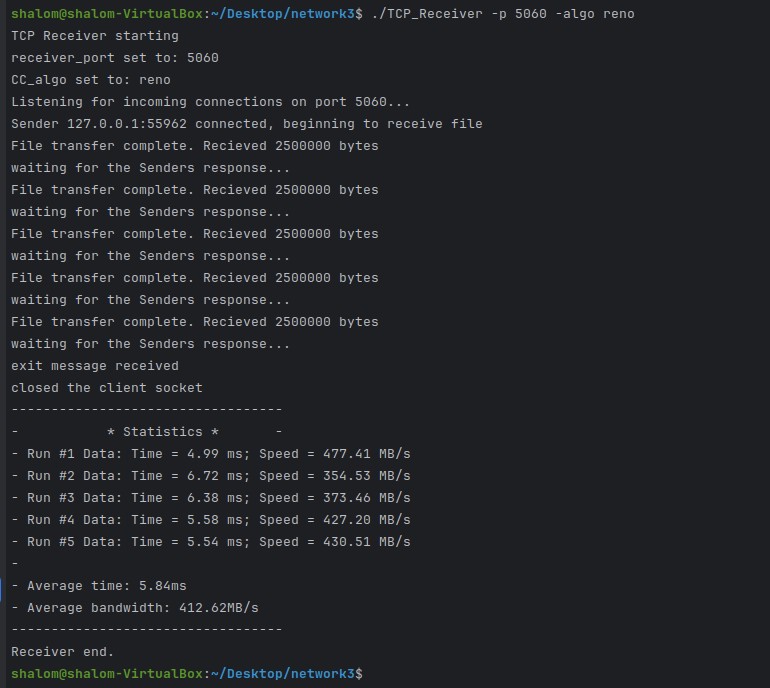 shalom@shalom-VirtualBox:~/Desktop/network3$ ./TCP_Receiver -p 5060 -algo reno
TCP Receiver starting
receiver_port set to: 5060
CC_algo set to: reno
Listening for incoming connections on port 5060...
Sender 127.0.0.1:55962 connected, beginning to receive file
File transfer complete. Recieved 2500000 bytes
waiting for the Senders response...
File transfer complete. Recieved 2500000 bytes
waiting for the Senders response...
File transfer complete. Recieved 2500000 bytes
waiting for the Senders response...
File transfer complete. Recieved 2500000 bytes
waiting for the Senders response...
File transfer complete. Recieved 2500000 bytes
waiting for the Senders response...
exit message received
closed the client socket
----------------------------------
-           * Statistics *       -
- Run #1 Data: Time = 4.99 ms; Speed = 477.41 MB/s
- Run #2 Data: Time = 6.72 ms; Speed = 354.53 MB/s
- Run #3 Data: Time = 6.38 ms; Speed = 373.46 MB/s
- Run #4 Data: Time = 5.58 ms; Speed = 427.20 MB/s
- Run #5 Data: Time = 5.54 ms; Speed = 430.51 MB/s
-
- Average time: 5.84ms
- Average bandwidth: 412.62MB/s
----------------------------------
Receiver end.
shalom@shalom-VirtualBox:~/Desktop/network3$